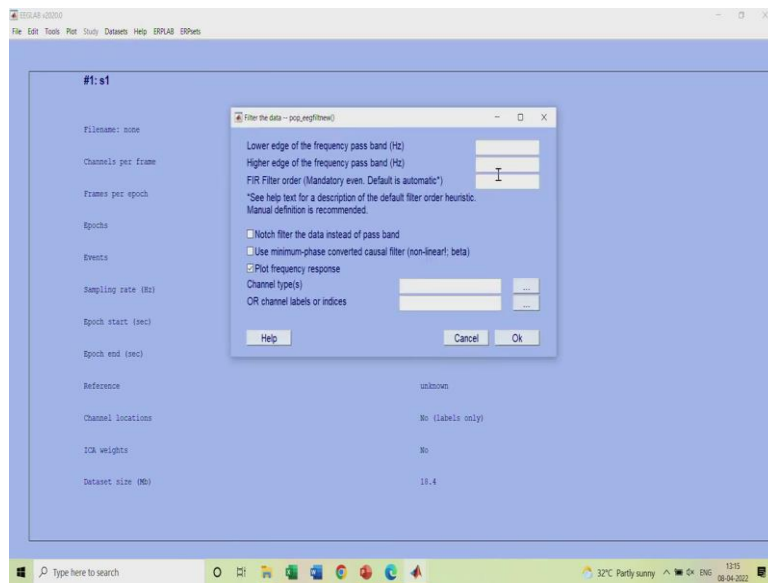 EEGLAB v2020.0
File Edit Tools Plot Study Datasets Help ERPLAB ERPsets
#1: s1
Filter the data -- pop_eegfiltnew()
Filename: none
Lower edge of the frequency pass band (Hz)
Higher edge of the frequency pass band (Hz)
Channels per frame
FIR Filter order (Mandatory even. Default is automatic*)
Frames per epoch
*See help text for a description of the default filter order heuristic.
Manual definition is recommended.
Epochs
Notch filter the data instead of pass band
Use minimum-phase converted causal filter (non-linear!; beta)
Events
Plot frequency response
Channel type(s) ...
Sampling rate (Hz)
OR channel labels or indices ...
Epoch start (sec)
Help Cancel Ok
Epoch end (sec)
Reference unknown
Channel locations No (labels only)
ICA weights No
Dataset size (Mb) 18.4
Type here to search 32°C Partly sunny ENG 13:15
08-04-2022